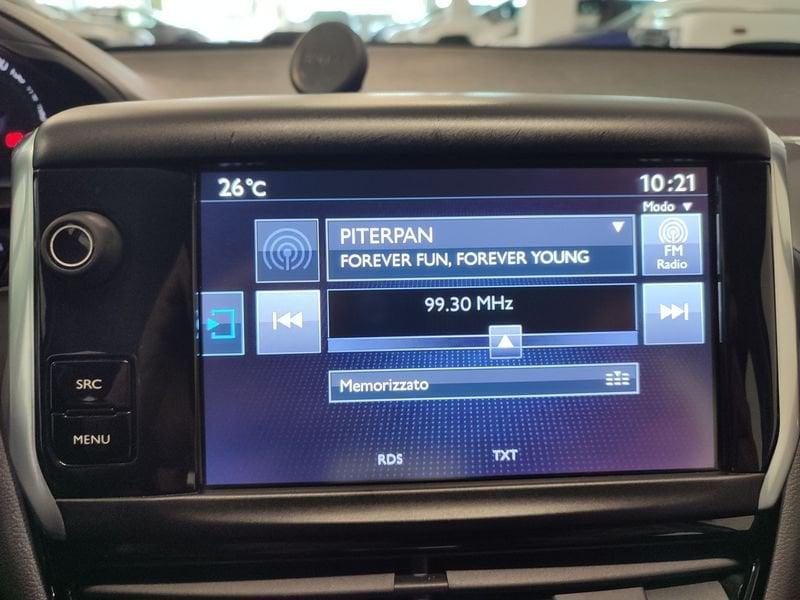 26°C
10:21
Modo
PITERPAN
FOREVER FUN, FOREVER YOUNG
FM
Radio
99.30 MHz
SRC
Memorizzato
MENU
RDS
TXT